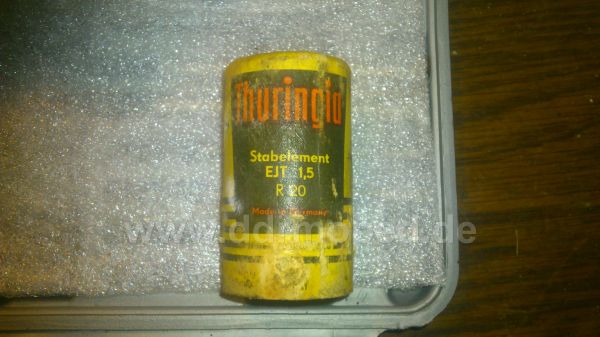 Thuringia
Stabelement
EJT 1,5
R 20
Made in Germany